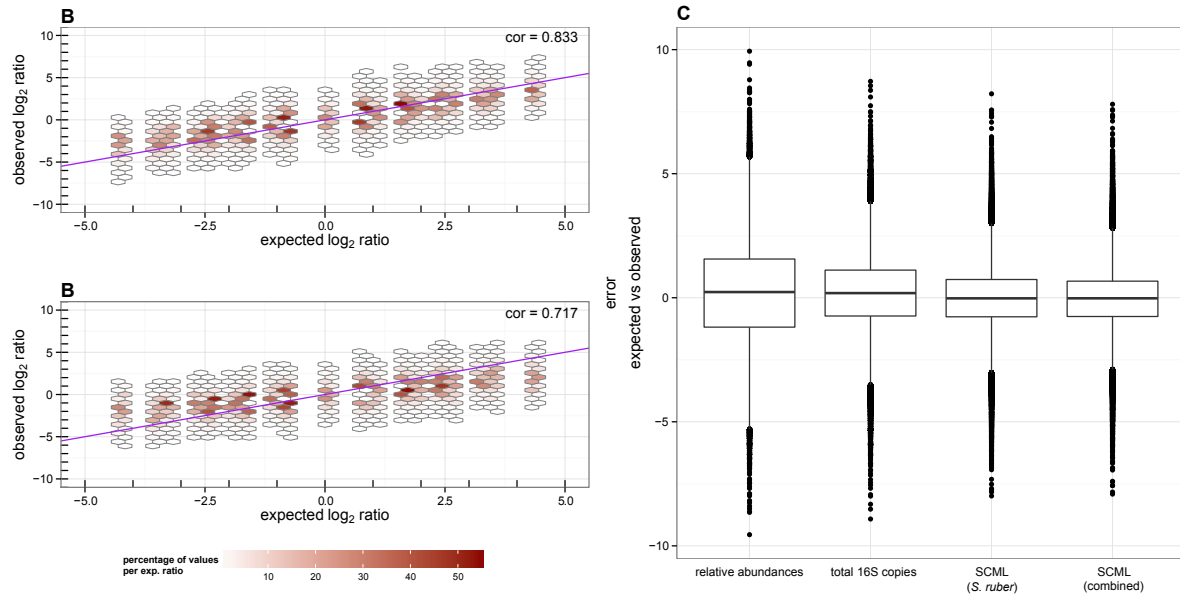 B
cor = 0.833
observed log2 ratio
10
5
0
−5
−10
−5.0 −2.5 0.0 2.5 5.0
expected log2 ratio
B
cor = 0.717
observed log2 ratio
10
5
0
−5
−10
−5.0 −2.5 0.0 2.5 5.0
expected log2 ratio
percentage of values
per exp. ratio
10 20 30 40 50
C
error
expected vs observed
10
5
0
−5
−10
relative abundances
total 16S copies
SCML
(S. ruber)
SCML
(combined)